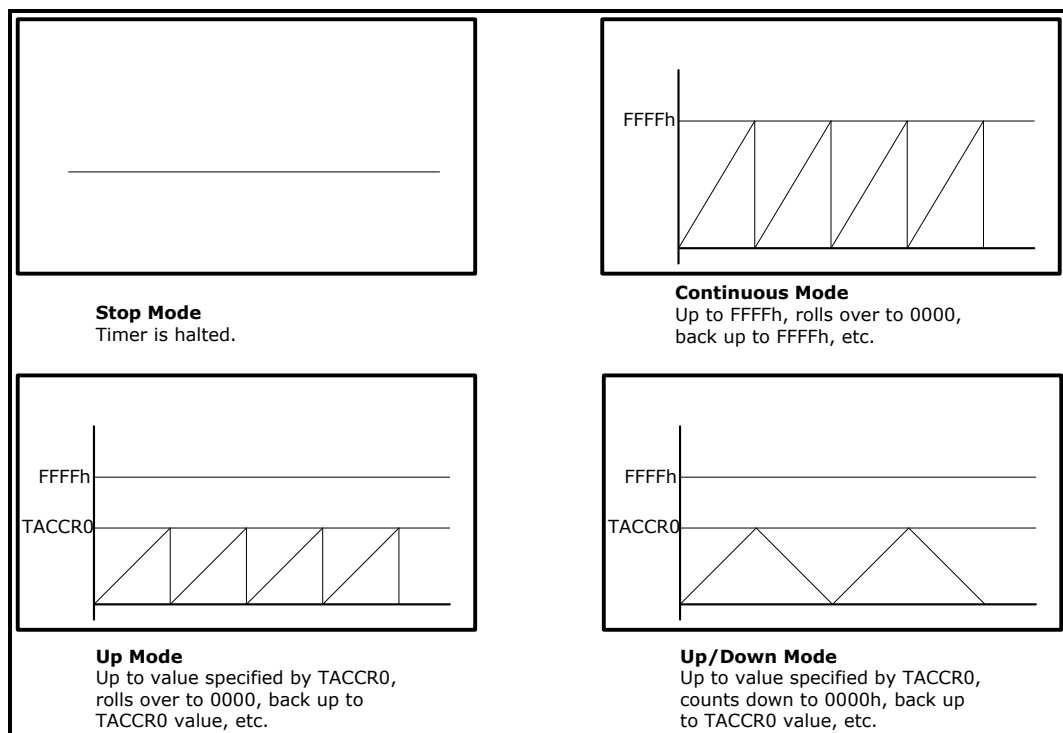 Stop Mode
Timer is halted.
FFFFh
Continuous Mode
Up to FFFFh, rolls over to 0000,
back up to FFFFh, etc.
FFFFh
TACCR0
Up Mode
Up to value specified by TACCR0,
rolls over to 0000, back up to
TACCR0 value, etc.
FFFFh
TACCR0
Up/Down Mode
Up to value specified by TACCR0,
counts down to 0000h, back up
to TACCR0 value, etc.